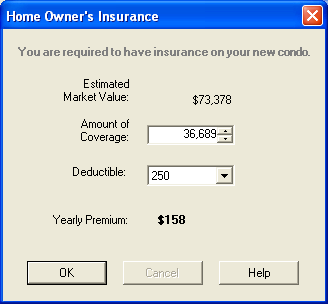 Home Owner's Insurance
You are required to have insurance on your new condo.
Estimated
Market Value:
$73,378
Amount of
Coverage:
36,689
Deductible:
250
Yearly Premium:
$158
OK
Cancel
Help